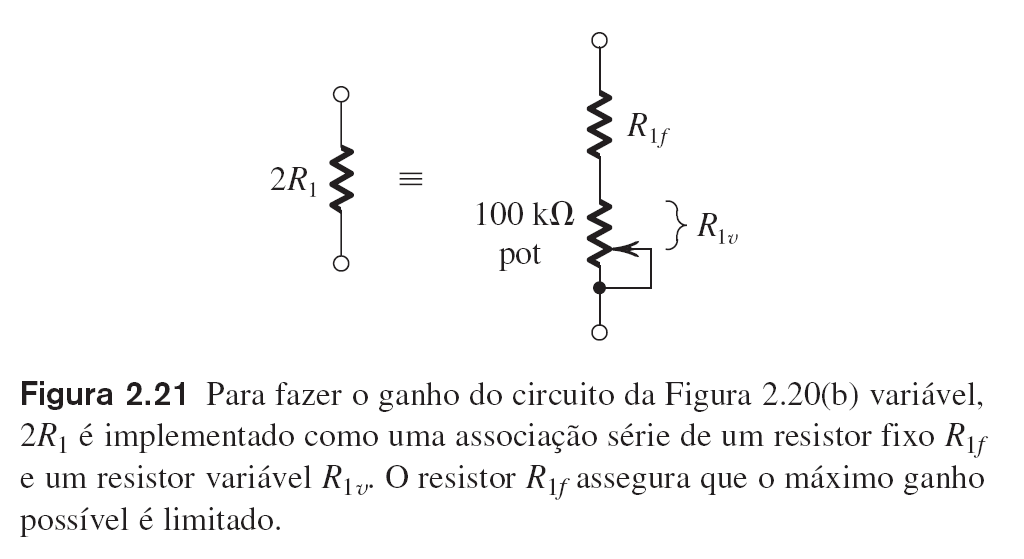 R1f
2R1 ≡
100 kΩ
pot
R1v
Figura 2.21 Para fazer o ganho do circuito da Figura 2.20(b) variável,
2R1 é implementado como uma associação série de um resistor fixo R1f
e um resistor variável R1v. O resistor R1f assegura que o máximo ganho
possível é limitado.